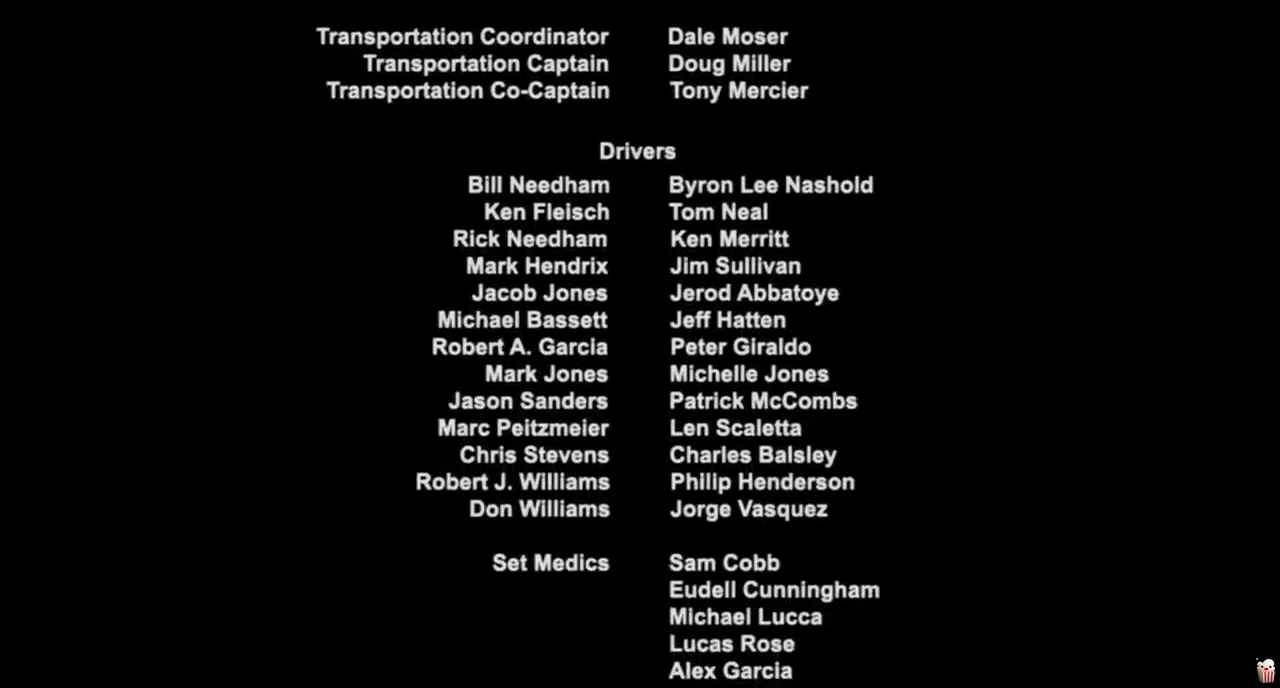 Transportation Coordinator Dale Moser
Transportation Captain Doug Miller
Transportation Co-Captain Tony Mercier
Drivers
Bill Needham Byron Lee Nashold
Ken Fleisch Tom Neal
Rick Needham Ken Merritt
Mark Hendrix Jim Sullivan
Jacob Jones Jerod Abbatoye
Michael Bassett Jeff Hatten
Robert A. Garcia Peter Giraldo
Mark Jones Michelle Jones
Jason Sanders Patrick McCombs
Marc Peitzmeier Len Scaletta
Chris Stevens Charles Balsley
Robert J. Williams Philip Henderson
Don Williams Jorge Vasquez
Set Medics Sam Cobb
Eudell Cunningham
Michael Lucca
Lucas Rose
Alex Garcia